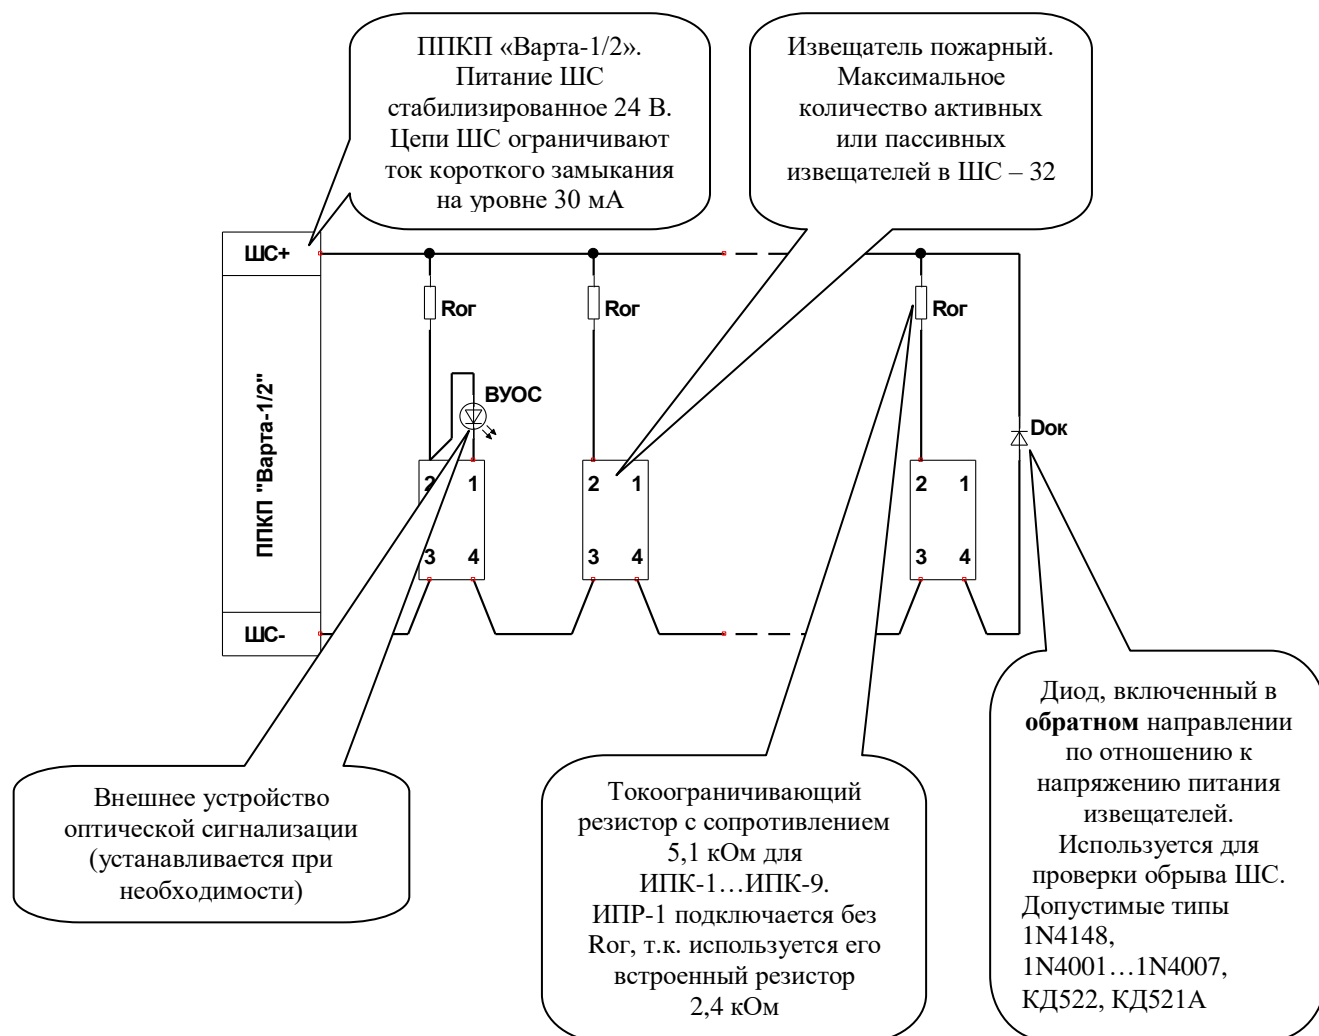 ППКП «Варта-1/2».
Питание ШС
стабилизированное 24 В.
Цепи ШС ограничивают
ток короткого замыкания
на уровне 30 мА
Извещатель пожарный.
Максимальное
количество активных
или пассивных
извещателей в ШС – 32
ШС+
Rог
Rог
Rог
ППКП "Варта-1/2"
ВУОС
Dок
2 1
2 1
2 1
3 4
3 4
3 4
ШС-
Внешнее устройство
оптической сигнализации
(устанавливается при
необходимости)
Токоограничивающий
резистор с сопротивлением
5,1 кОм для
ИПК-1…ИПК-9.
ИПР-1 подключается без
Rог, т.к. используется его
встроенный резистор
2,4 кОм
Диод, включенный в
обратном направлении
по отношению к
напряжению питания
извещателей.
Используется для
проверки обрыва ШС.
Допустимые типы
1N4148,
1N4001…1N4007,
КД522, КД521А